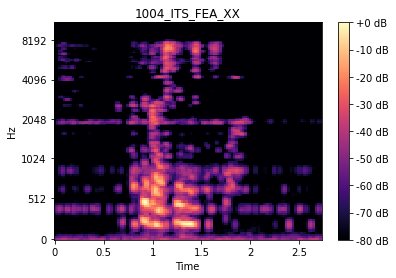 1004_ITS_FEA_XX
8192
4096
2048
1024
512
0
Hz
0 0.5 1 1.5 2 2.5
Time
+0 dB
-10 dB
-20 dB
-30 dB
-40 dB
-50 dB
-60 dB
-70 dB
-80 dB